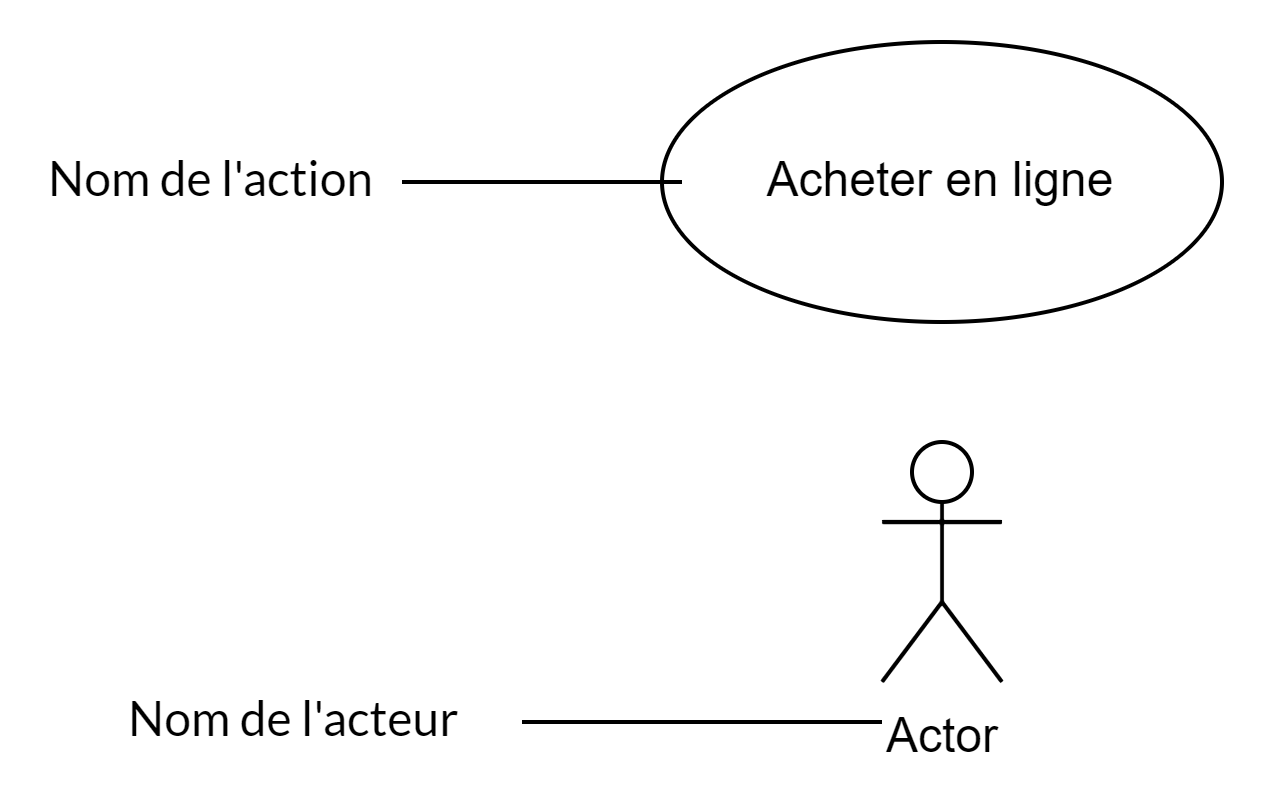 Nom de l'action
Acheter en ligne
Nom de l'acteur
Actor